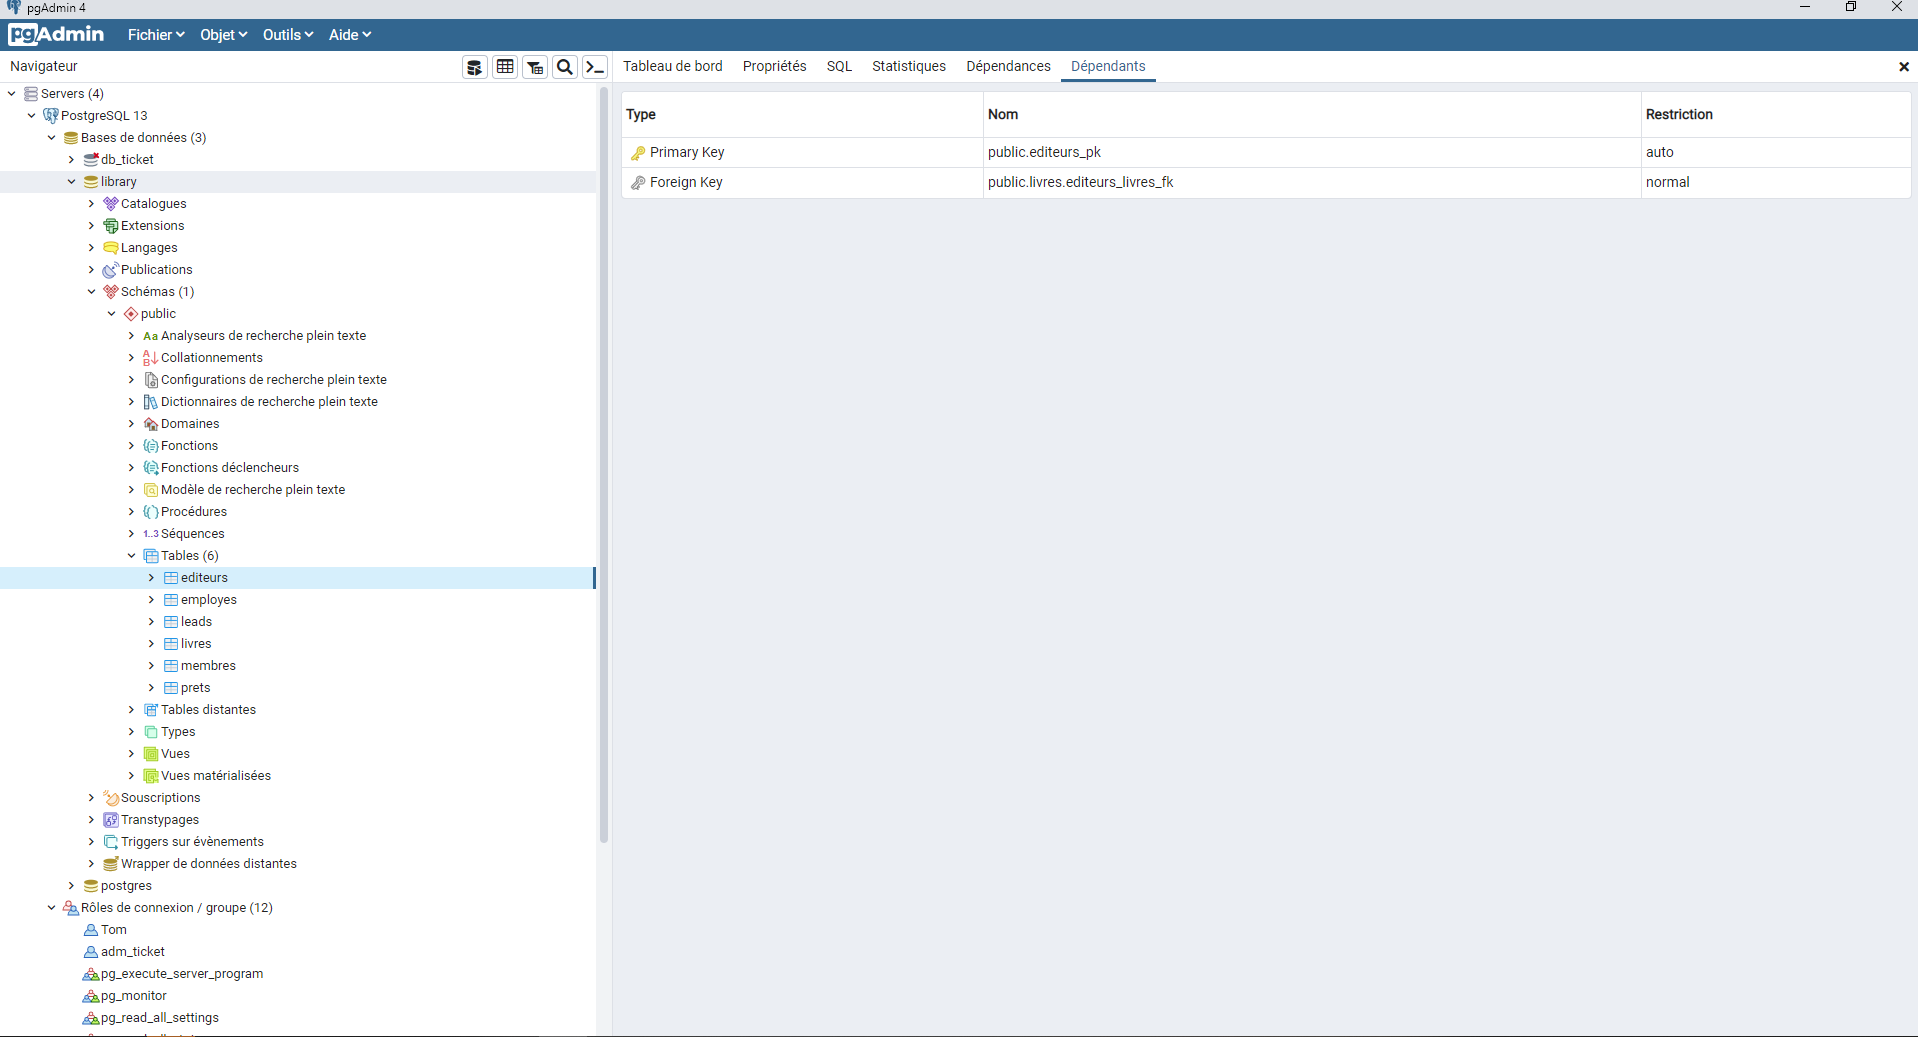 pgAdmin 4
pgAdmin Fichier Objet Outils Aide
Navigateur
Tableau de bord Propriétés SQL Statistiques Dépendances Dépendants
Type Nom Restriction
Primary Key public.editeurs_pk auto
Foreign Key public.livres.editeurs_livres_fk normal
Servers (4)
PostgreSQL 13
Bases de données (3)
db_ticket
library
Catalogues
Extensions
Langages
Publications
Schémas (1)
public
Aa Analyseurs de recherche plein texte
Collationnements
Configurations de recherche plein texte
Dictionnaires de recherche plein texte
Domaines
Fonctions
Fonctions déclencheurs
Modèle de recherche plein texte
Procédures
1..3 Séquences
Tables (6)
editeurs
employes
leads
livres
membres
prets
Tables distantes
Types
Vues
Vues matérialisées
Souscriptions
Transtypages
Triggers sur évènements
Wrapper de données distantes
postgres
Rôles de connexion / groupe (12)
Tom
adm_ticket
pg_execute_server_program
pg_monitor
pg_read_all_settings